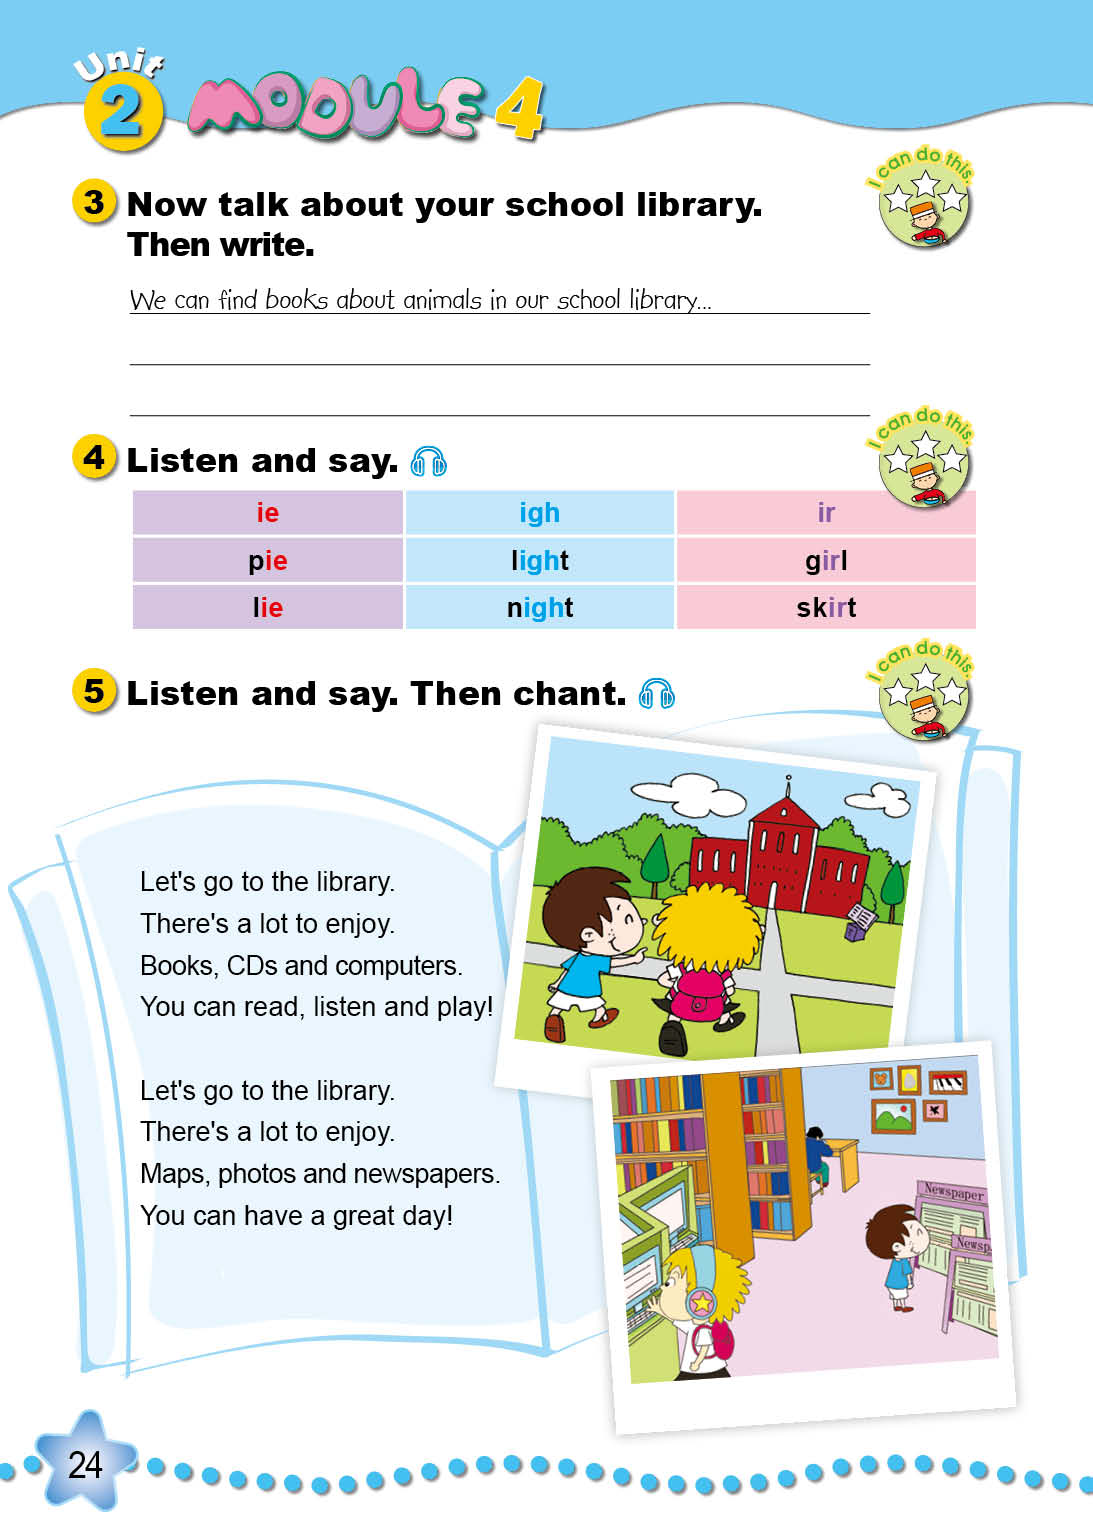 Unit
2 MODULE 4
I can do this.
3 Now talk about your school library.
Then write.
We can find books about animals in our school library...
I can do this.
4 Listen and say.
ie igh ir
pie light girl
lie night skirt
I can do this.
5 Listen and say. Then chant.
Let's go to the library.
There's a lot to enjoy.
Books, CDs and computers.
You can read, listen and play!
Let's go to the library.
There's a lot to enjoy.
Maps, photos and newspapers.
You can have a great day!
Newspaper
Newsp
24